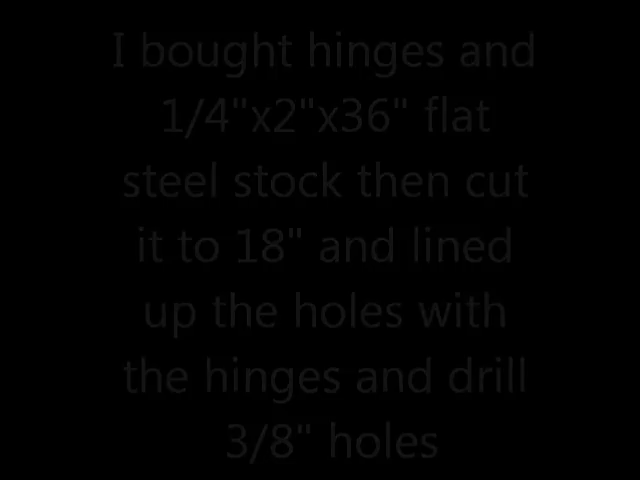 I bought hinges and
1/4"x2"x36" flat
steel stock then cut
it to 18" and lined
up the holes with
the hinges and drill
3/8" holes